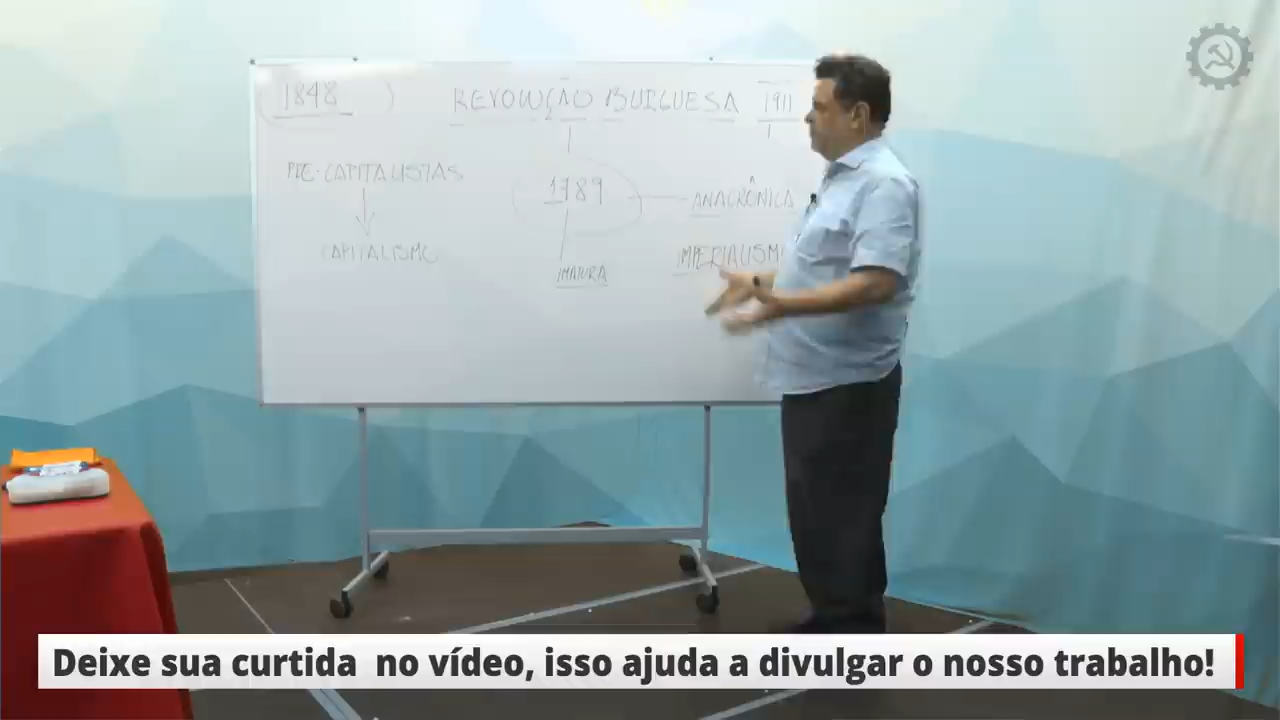 1848
REVOLUÇÃO BURGUESA 1911
PRÉ-CAPITALISTAS
1789
ANACRÔNICA
CAPITALISMO
IMATURA
IMPERIALISM
Deixe sua curtida no vídeo, isso ajuda a divulgar o nosso trabalho!